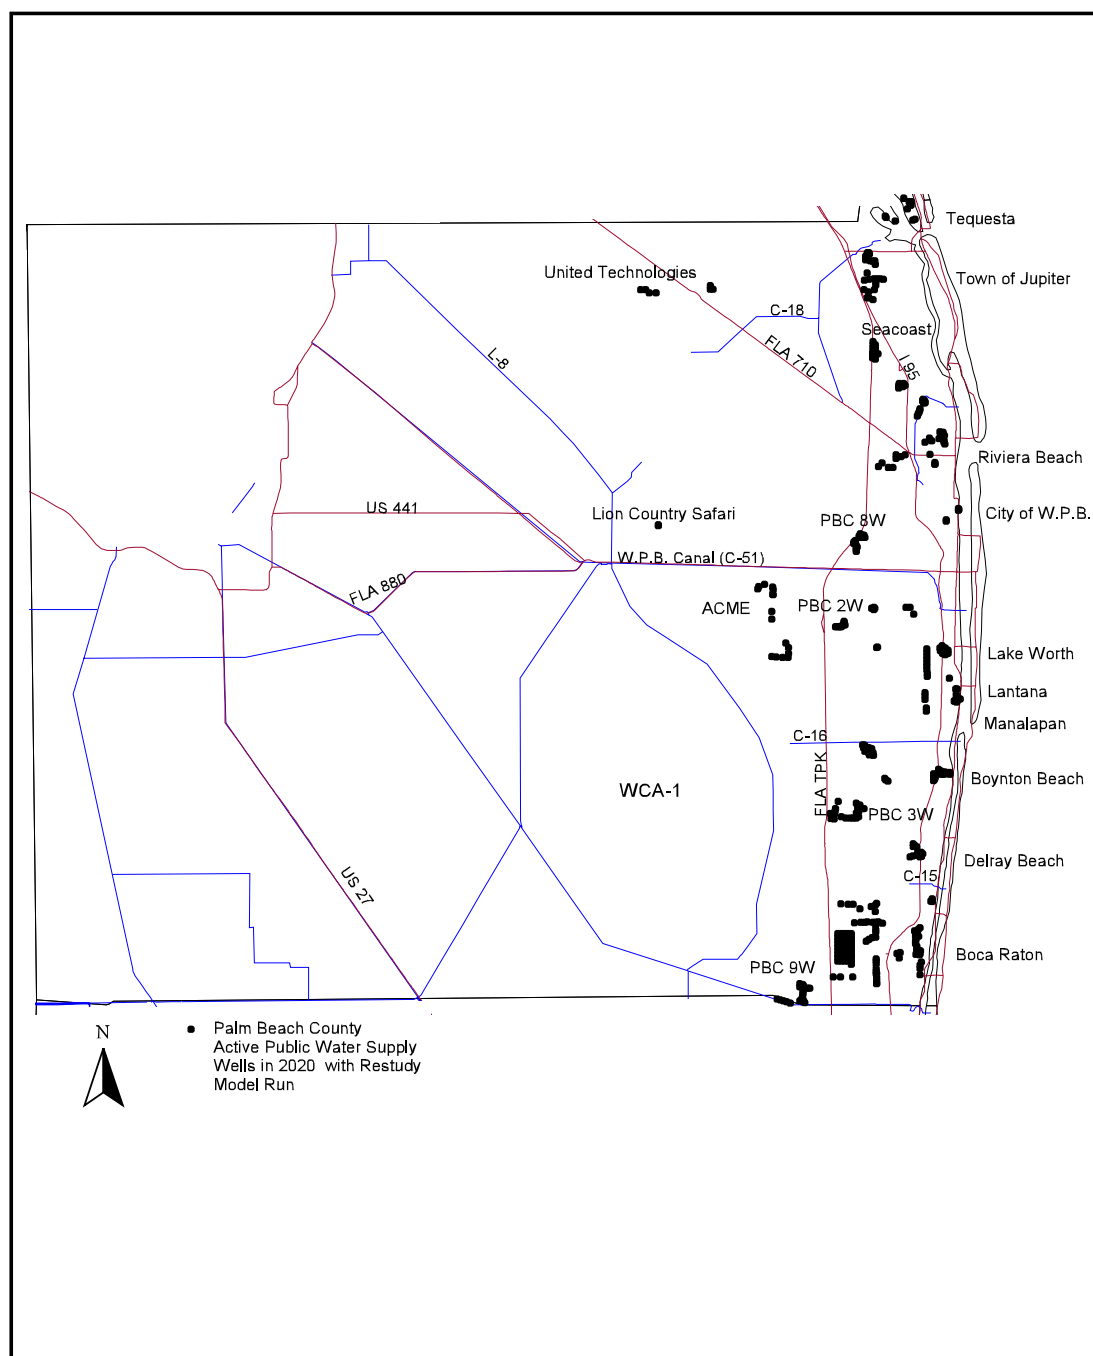 Tequesta
United Technologies
Town of Jupiter
C-18
Seacoast
L-8
FLA 710
I 95
Riviera Beach
US 441
Lion Country Safari
PBC 8W
City of W.P.B.
W.P.B. Canal (C-51)
FLA 880
ACME
PBC 2W
Lake Worth
Lantana
Manalapan
C-16
WCA-1
FLA TPK
Boynton Beach
PBC 3W
Delray Beach
US 27
C-15
Boca Raton
PBC 9W
N
Palm Beach County
Active Public Water Supply
Wells in 2020 with Restudy
Model Run